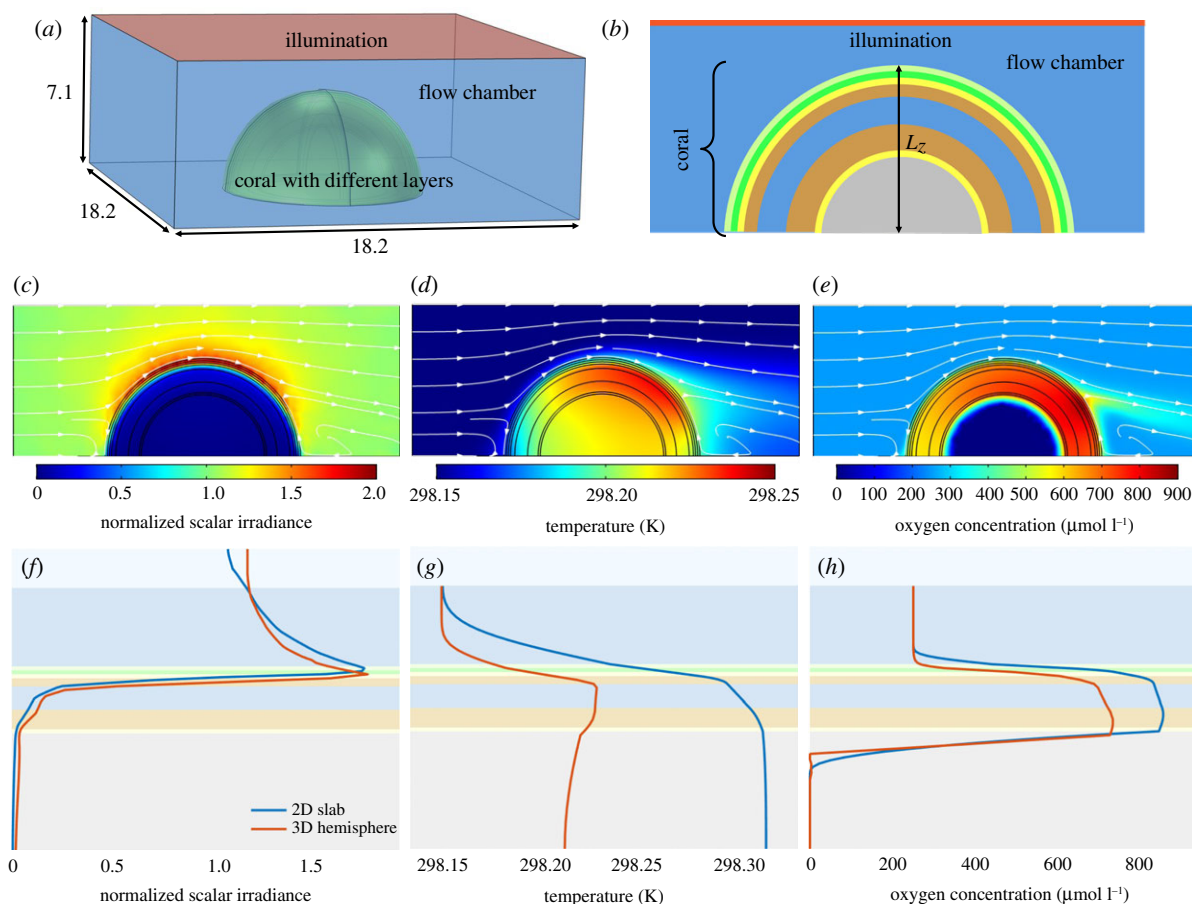 (a)
illumination
7.1
flow chamber
coral with different layers
18.2
18.2
(b)
illumination
flow chamber
coral
Lz
(c)
(d)
(e)
0 0.5 1.0 1.5 2.0
298.15 298.20 298.25
0 100 200 300 400 500 600 700 800 900
normalized scalar irradiance
temperature (K)
oxygen concentration (µmol l⁻¹)
(f)
(g)
(h)
2D slab
3D hemisphere
0 0.5 1.0 1.5
298.15 298.20 298.25 298.30
0 200 400 600 800
normalized scalar irradiance
temperature (K)
oxygen concentration (µmol l⁻¹)